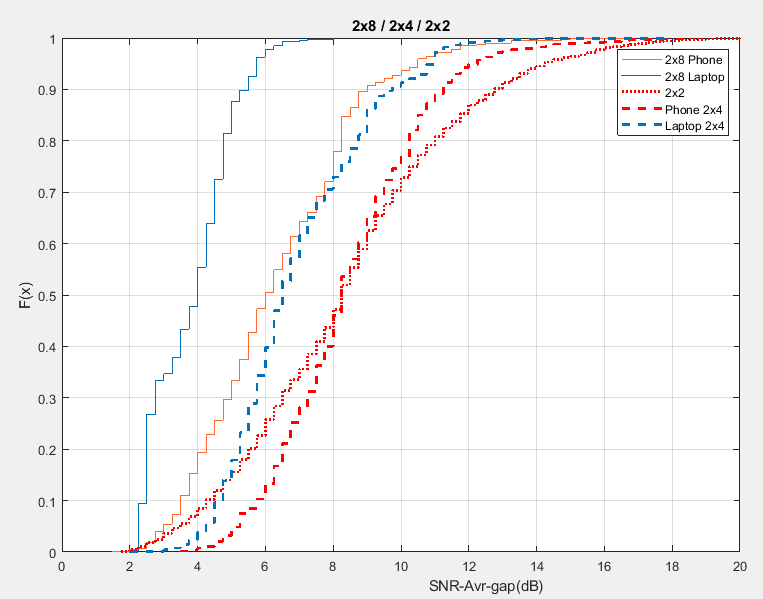 2x8 / 2x4 / 2x2
1
0.9
0.8
0.7
0.6
0.5
0.4
0.3
0.2
0.1
0
F(x)
2x8 Phone
2x8 Laptop
2x2
Phone 2x4
Laptop 2x4
0 2 4 6 8 10 12 14 16 18 20
SNR-Avr-gap(dB)